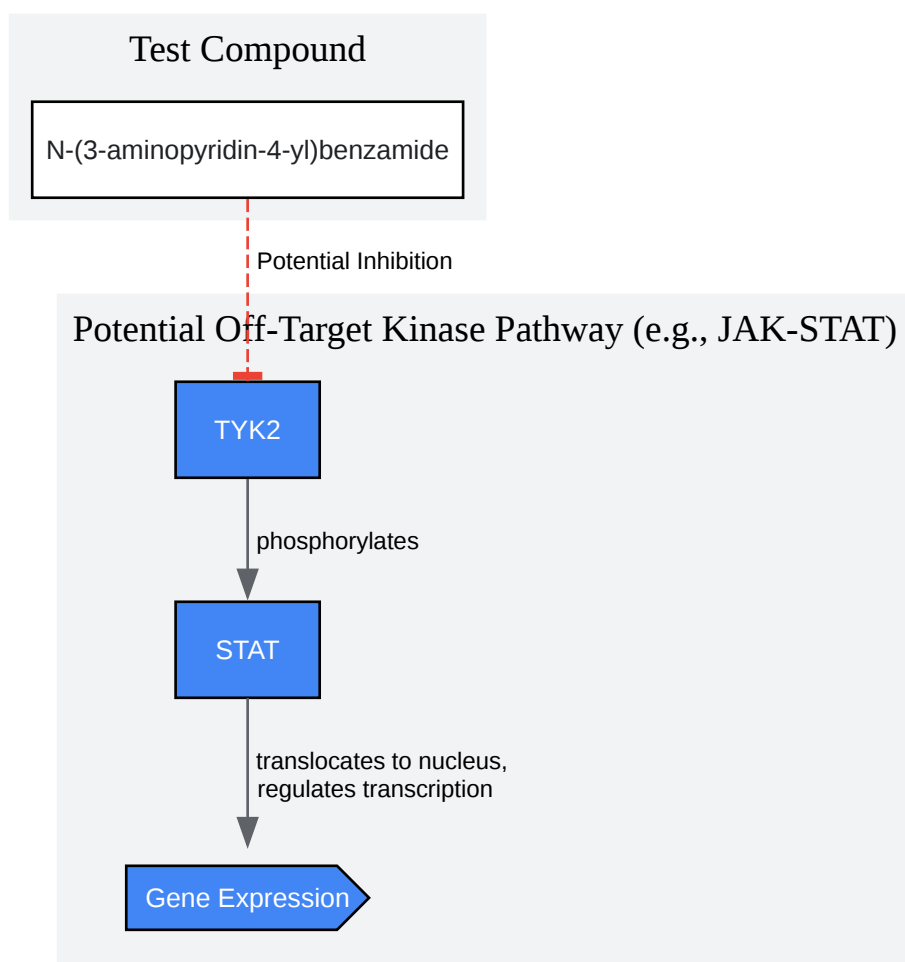 Test Compound
N-(3-aminopyridin-4-yl)benzamide
Potential Inhibition
Potential Off-Target Kinase Pathway (e.g., JAK-STAT)
TYK2
phosphorylates
STAT
translocates to nucleus,
regulates transcription
Gene Expression